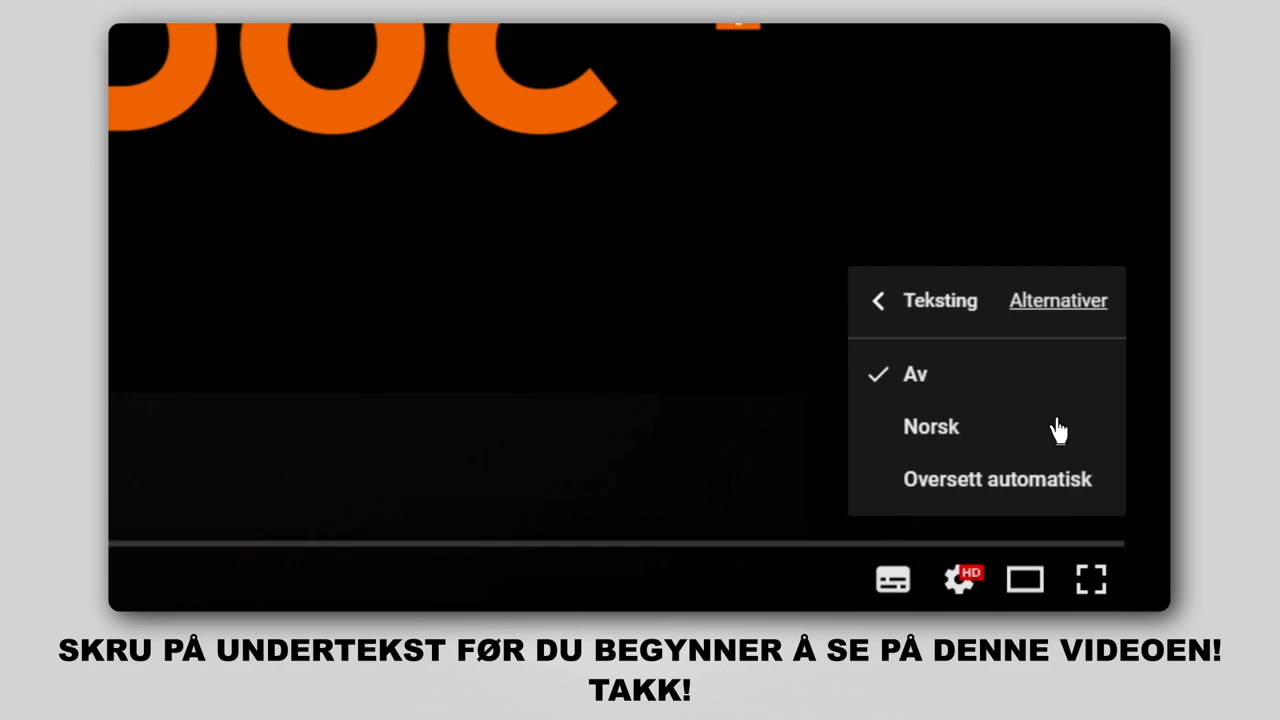 Teksting Alternativer
Av
Norsk
Oversett automatisk
HD
SKRU PÅ UNDERTEKST FØR DU BEGYNNER Å SE PÅ DENNE VIDEOEN!
TAKK!